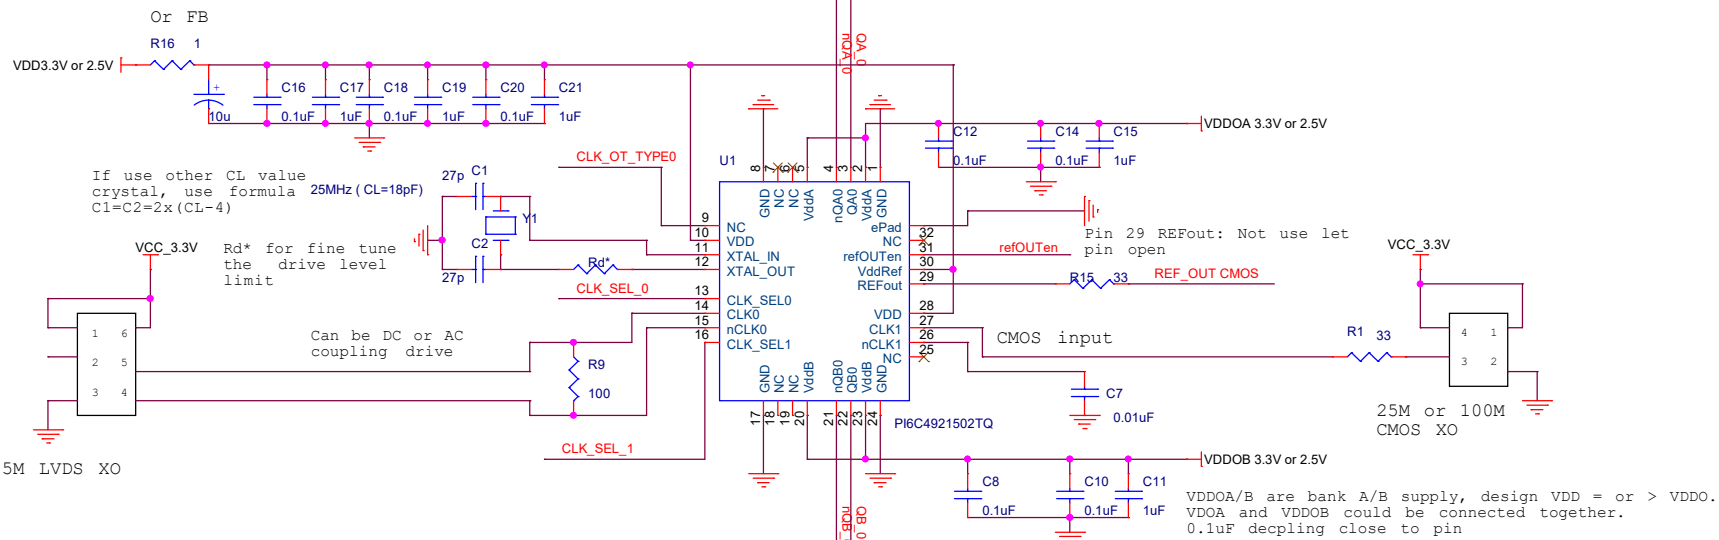 Or FB
R16 1
VDD3.3V or 2.5V
+
10u
C16
0.1uF
C17
1uF
C18
0.1uF
C19
1uF
C20
0.1uF
C21
1uF
If use other CL value
crystal, use formula
C1=C2=2x(CL-4)
25MHz ( CL=18pF)
27p C1
Y1
C2
27p
Rd* for fine tune
the drive level
limit
Rd*
VCC_3.3V
1 6
2 5
3 4
5M LVDS XO
Can be DC or AC
coupling drive
R9
100
CLK_OT_TYPE0
CLK_SEL_0
CLK_SEL_1
QA_0
nQA_0
U1
8 GND
7 NC
6 NC
5 VddA
4 nQA0
3 QA0
2 VddA
1 GND
9 NC
10 VDD
11 XTAL_IN
12 XTAL_OUT
13 CLK_SEL0
14 CLK0
15 nCLK0
16 CLK_SEL1
17 GND
18 NC
19 NC
20 VddB
21 nQB0
22 QB0
23 VddB
24 GND
ePad
NC 32
refOUTen 31
VddRef 30
REFout 29
VDD 28
CLK1 27
nCLK1 26
NC 25
PI6C4921502TQ
C12
0.1uF
C14
0.1uF
C15
1uF
VDDOA 3.3V or 2.5V
Pin 29 REFout: Not use let
pin open
refOUTen
R15 33
REF_OUT CMOS
CMOS input
C7
0.01uF
R1 33
VCC_3.3V
4 1
3 2
25M or 100M
CMOS XO
C8
0.1uF
C10
0.1uF
C11
1uF
VDDOB 3.3V or 2.5V
VDDOA/B are bank A/B supply, design VDD = or > VDDO.
VDOA and VDDOB could be connected together.
0.1uF decpling close to pin
QB_0